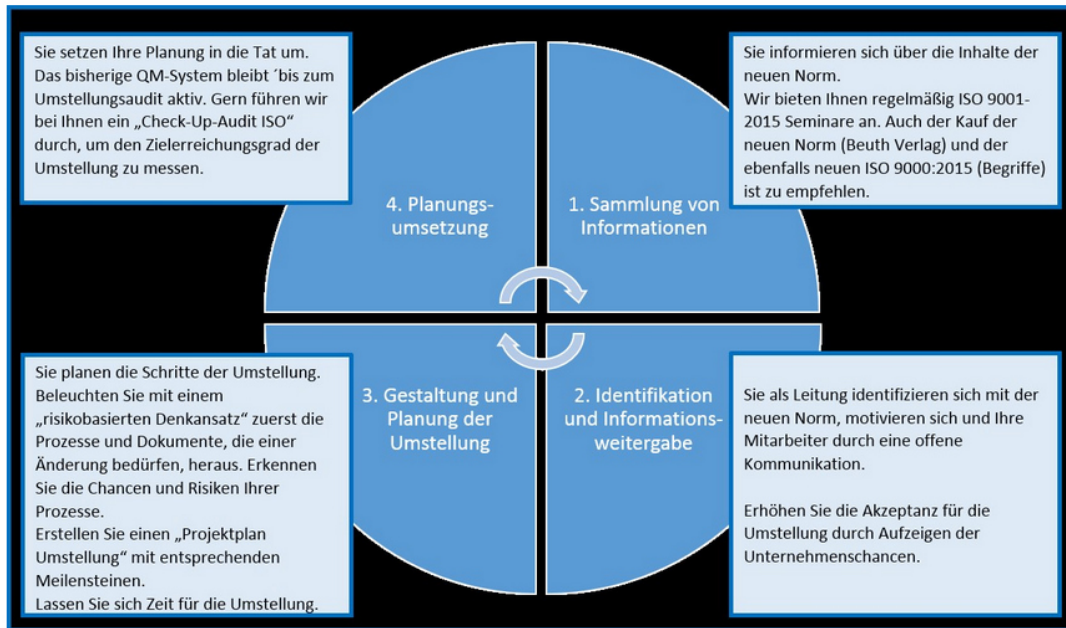 Sie setzen Ihre Planung in die Tat um.
Das bisherige QM-System bleibt ´bis zum
Umstellungsaudit aktiv. Gern führen wir
bei Ihnen ein „Check-Up-Audit ISO“
durch, um den Zielerreichungsgrad der
Umstellung zu messen.
Sie informieren sich über die Inhalte der
neuen Norm.
Wir bieten Ihnen regelmäßig ISO 9001-
2015 Seminare an. Auch der Kauf der
neuen Norm (Beuth Verlag) und der
ebenfalls neuen ISO 9000:2015 (Begriffe)
ist zu empfehlen.
4. Planungs-
umsetzung
1. Sammlung von
Informationen
3. Gestaltung und
Planung der
Umstellung
2. Identifikation
und Informations-
weitergabe
Sie planen die Schritte der Umstellung.
Beleuchten Sie mit einem
„risikobasierten Denkansatz“ zuerst die
Prozesse und Dokumente, die einer
Änderung bedürfen, heraus. Erkennen
Sie die Chancen und Risiken Ihrer
Prozesse.
Erstellen Sie einen „Projektplan
Umstellung“ mit entsprechenden
Meilensteinen.
Lassen Sie sich Zeit für die Umstellung.
Sie als Leitung identifizieren sich mit der
neuen Norm, motivieren sich und Ihre
Mitarbeiter durch eine offene
Kommunikation.
Erhöhen Sie die Akzeptanz für die
Umstellung durch Aufzeigen der
Unternehmenschancen.